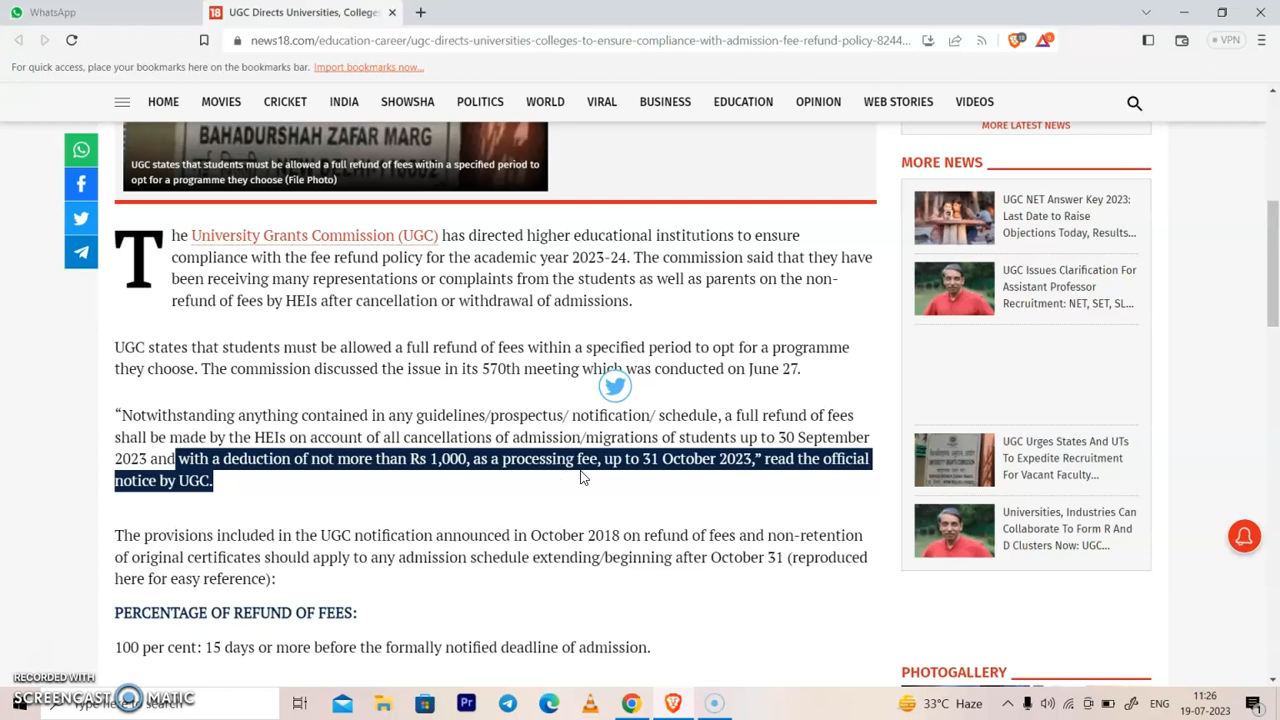 WhatsApp
18 UGC Directs Universities, College
news18.com/education-career/ugc-directs-universities-colleges-to-ensure-compliance-with-admission-fee-refund-policy-8244...
VPN
For quick access, place your bookmarks here on the bookmarks bar. Import bookmarks now...
HOME MOVIES CRICKET INDIA SHOWSHA POLITICS WORLD VIRAL BUSINESS EDUCATION OPINION WEB STORIES VIDEOS
BAHADURSHAH ZAFAR MARG
UGC states that students must be allowed a full refund of fees within a specified period to
opt for a programme they choose (File Photo)
The University Grants Commission (UGC) has directed higher educational institutions to ensure
compliance with the fee refund policy for the academic year 2023-24. The commission said that they have
been receiving many representations or complaints from the students as well as parents on the non-
refund of fees by HEIs after cancellation or withdrawal of admissions.
UGC states that students must be allowed a full refund of fees within a specified period to opt for a programme
they choose. The commission discussed the issue in its 570th meeting which was conducted on June 27.
“Notwithstanding anything contained in any guidelines/prospectus/ notification/ schedule, a full refund of fees
shall be made by the HEIs on account of all cancellations of admission/migrations of students up to 30 September
2023 and with a deduction of not more than Rs 1,000, as a processing fee, up to 31 October 2023,” read the official
notice by UGC.
The provisions included in the UGC notification announced in October 2018 on refund of fees and non-retention
of original certificates should apply to any admission schedule extending/beginning after October 31 (reproduced
here for easy reference):
PERCENTAGE OF REFUND OF FEES:
100 per cent: 15 days or more before the formally notified deadline of admission.
MORE LATEST NEWS
MORE NEWS
UGC NET Answer Key 2023:
Last Date to Raise
Objections Today, Results...
UGC Issues Clarification For
Assistant Professor
Recruitment: NET, SET, SL...
UGC Urges States And UTs
To Expedite Recruitment
For Vacant Faculty...
Universities, Industries Can
Collaborate To Form R And
D Clusters Now: UGC...
PHOTOGALLERY
RECORDED WITH
SCREENCAST MATIC
Type here to search
Pr
33°C Haze
ENG
11:26
19-07-2023
1